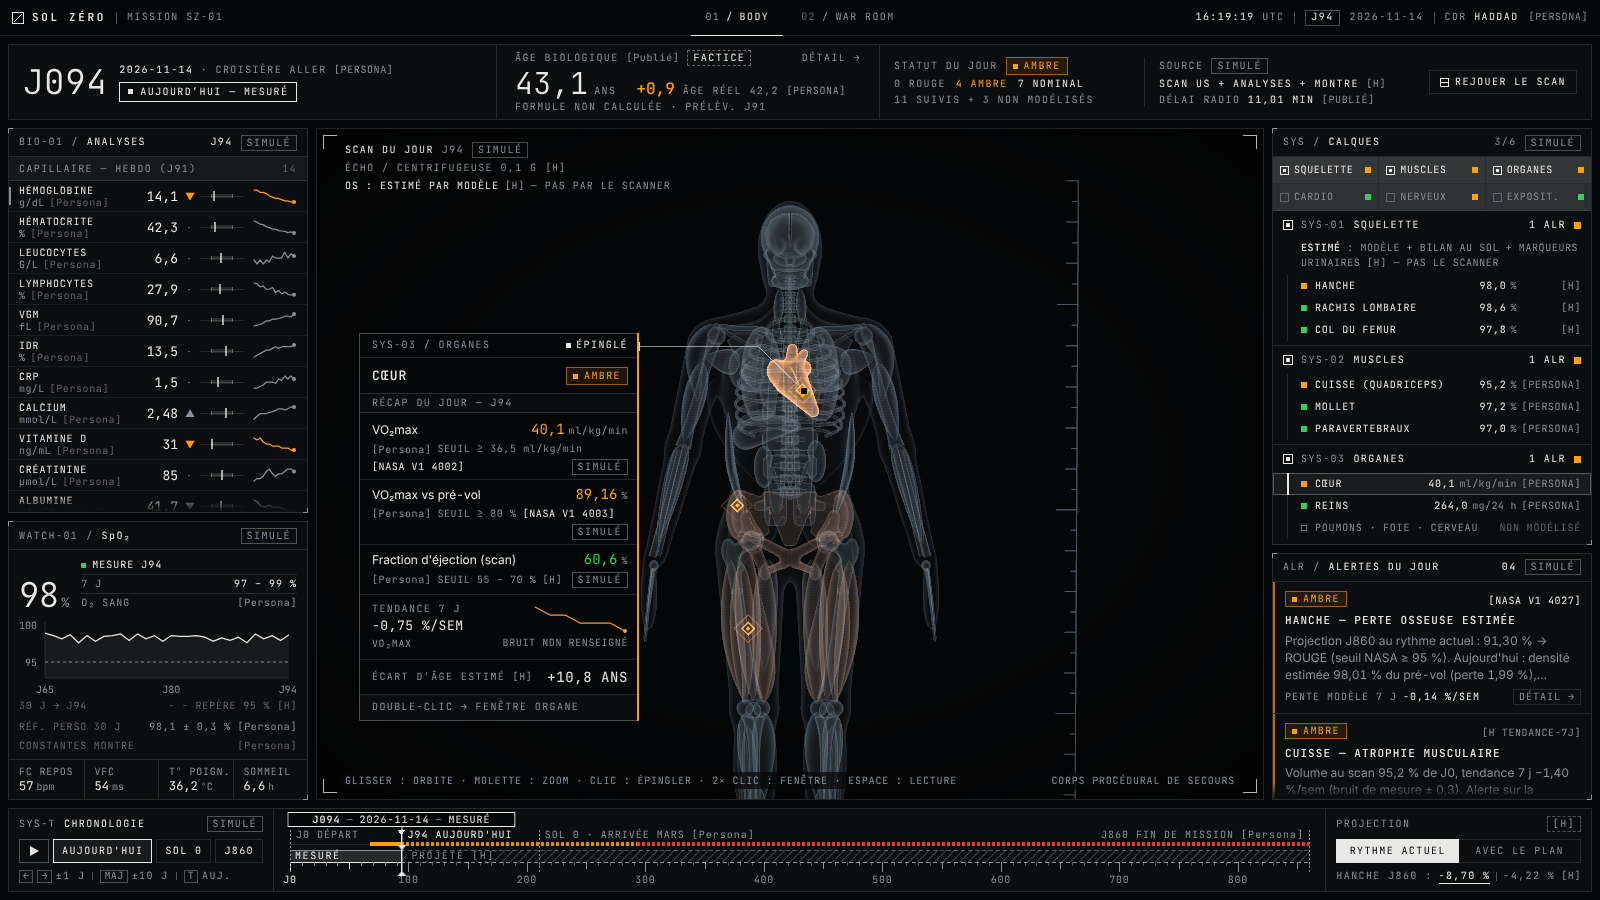 SOL ZÉRO | MISSION SZ-01
01 / BODY
02 / WAR ROOM
16:19:19 UTC | J94 2026-11-14 | CDR HADDAD [PERSONA]
J094
2026-11-14 · CROISIÈRE ALLER [PERSONA]
AUJOURD'HUI — MESURÉ
ÂGE BIOLOGIQUE [Publié] FACTICE
DÉTAIL →
43,1 ANS +0,9 ÂGE RÉEL 42,2 [PERSONA]
FORMULE NON CALCULÉE · PRÉLÈV. J91
STATUT DU JOUR AMBRE
0 ROUGE 4 AMBRE 7 NOMINAL
11 SUIVIS + 3 NON MODÉLISÉS
SOURCE SIMULÉ
SCAN US + ANALYSES + MONTRE [H]
DÉLAI RADIO 11,01 MIN [PUBLIÉ]
REJOUER LE SCAN
BIO-01 / ANALYSES J94 SIMULÉ
CAPILLAIRE — HEBDO (J91) 14
HÉMOGLOBINE
g/dL [Persona] 14,1
HÉMATOCRITE
% [Persona] 42,3
LEUCOCYTES
G/L [Persona] 6,6
LYMPHOCYTES
% [Persona] 27,9
VGM
fL [Persona] 90,7
IDR
% [Persona] 13,5
CRP
mg/L [Persona] 1,5
CALCIUM
mmol/L [Persona] 2,48
VITAMINE D
ng/mL [Persona] 31
CRÉATININE
µmol/L [Persona] 85
ALBUMINE
41,7
WATCH-01 / SpO₂ SIMULÉ
98%
MESURE J94
7 J 97 – 99 %
O₂ SANG [Persona]
100
95
J65 J80 J94
30 J → J94 -- REPÈRE 95 % [H]
RÉF. PERSO 30 J 98,1 ± 0,3 % [Persona]
CONSTANTES MONTRE [Persona]
FC REPOS
57 bpm
VFC
54 ms
T° POIGN.
36,2 °C
SOMMEIL
6,6 h
SCAN DU JOUR J94 SIMULÉ
ÉCHO / CENTRIFUGEUSE 0,1 G [H]
OS : ESTIMÉ PAR MODÈLE [H] — PAS PAR LE SCANNER
SYS-03 / ORGANES ÉPINGLÉ
CŒUR AMBRE
RÉCAP DU JOUR — J94
VO₂max 40,1 ml/kg/min
[Persona] SEUIL ≥ 36,5 ml/kg/min
[NASA V1 4002] SIMULÉ
VO₂max vs pré-vol 89,16 %
[Persona] SEUIL ≥ 80 % [NASA V1 4003]
SIMULÉ
Fraction d'éjection (scan) 60,6 %
[Persona] SEUIL 55 – 70 % [H] SIMULÉ
TENDANCE 7 J
-0,75 %/SEM
VO₂MAX BRUIT NON RENSEIGNÉ
ÉCART D'ÂGE ESTIMÉ [H] +10,8 ANS
DOUBLE-CLIC → FENÊTRE ORGANE
GLISSER : ORBITE · MOLETTE : ZOOM · CLIC : ÉPINGLER · 2× CLIC : FENÊTRE · ESPACE : LECTURE
CORPS PROCÉDURAL DE SECOURS
SYS / CALQUES 3/6 SIMULÉ
SQUELETTE MUSCLES ORGANES
CARDIO NERVEUX EXPOSIT.
SYS-01 SQUELETTE 1 ALR
ESTIMÉ : MODÈLE + BILAN AU SOL + MARQUEURS
URINAIRES [H] — PAS LE SCANNER
HANCHE 98,0 % [H]
RACHIS LOMBAIRE 98,6 % [H]
COL DU FEMUR 97,8 % [H]
SYS-02 MUSCLES 1 ALR
CUISSE (QUADRICEPS) 95,2 % [PERSONA]
MOLLET 97,2 % [PERSONA]
PARAVERTEBRAUX 97,0 % [PERSONA]
SYS-03 ORGANES 1 ALR
CŒUR 40,1 ml/kg/min [PERSONA]
REINS 264,0 mg/24 h [PERSONA]
POUMONS · FOIE · CERVEAU NON MODÉLISÉ
ALR / ALERTES DU JOUR 04 SIMULÉ
AMBRE [NASA V1 4027]
HANCHE — PERTE OSSEUSE ESTIMÉE
Projection J860 au rythme actuel : 91,30 % →
ROUGE (seuil NASA ≥ 95 %). Aujourd'hui : densité
estimée 98,01 % du pré-vol (perte 1,99 %),…
PENTE MODÈLE 7 J -0,14 %/SEM DÉTAIL →
AMBRE [H TENDANCE-7J]
CUISSE — ATROPHIE MUSCULAIRE
Volume au scan 95,2 % de J0, tendance 7 j −1,40
%/sem (bruit de mesure ± 0,3). Alerte sur la
SYS-T CHRONOLOGIE SIMULÉ
AUJOURD'HUI SOL 0 J860
← → ±1 J | MAJ ±10 J | T AUJ.
J094 — 2026-11-14 — MESURÉ
J0 DÉPART J94 AUJOURD'HUI SOL 0 · ARRIVÉE MARS [Persona] J860 FIN DE MISSION [Persona]
MESURÉ PROJETÉ [H]
J0 100 200 300 400 500 600 700 800
PROJECTION [H]
RYTHME ACTUEL AVEC LE PLAN
HANCHE J860 : -8,70 % | -4,22 % [H]